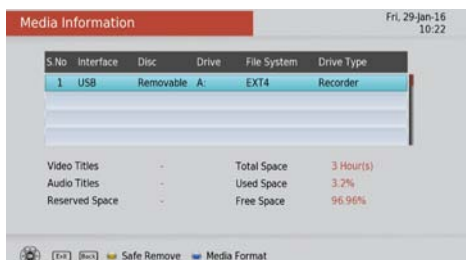 Media Information
Fri, 29-Jan-16
10:22
S.No Interface Disc Drive File System Drive Type
1 USB Removable A: EXT4 Recorder
Video Titles - Total Space 3 Hour(s)
Audio Titles - Used Space 3.2%
Reserved Space - Free Space 96.96%
Exit Back Safe Remove Media Format